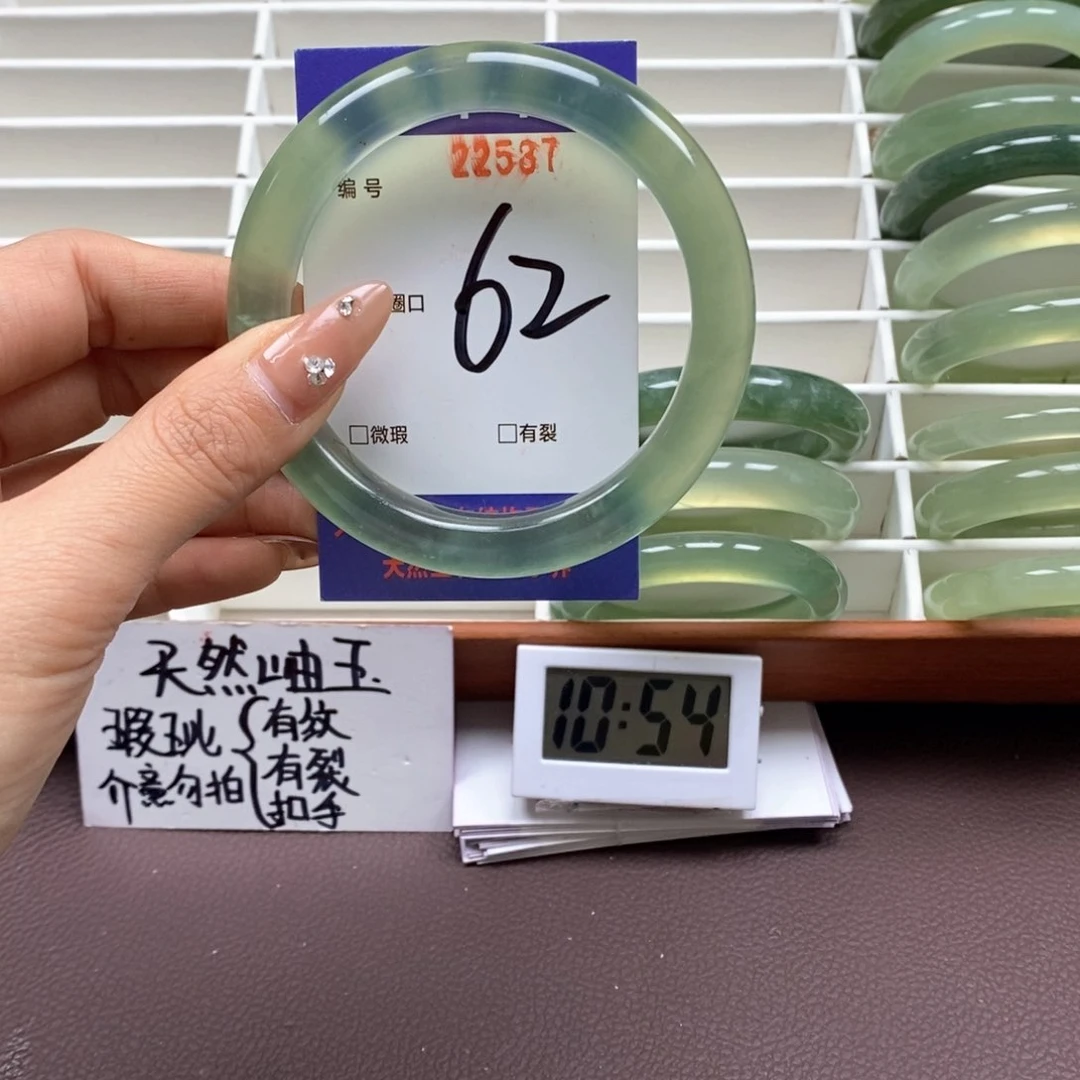 22587
编号
62
圈口
□微瑕 □有裂
天然岫玉
瑕玼 有纹
介意勿拍 有裂
扣手
10:54